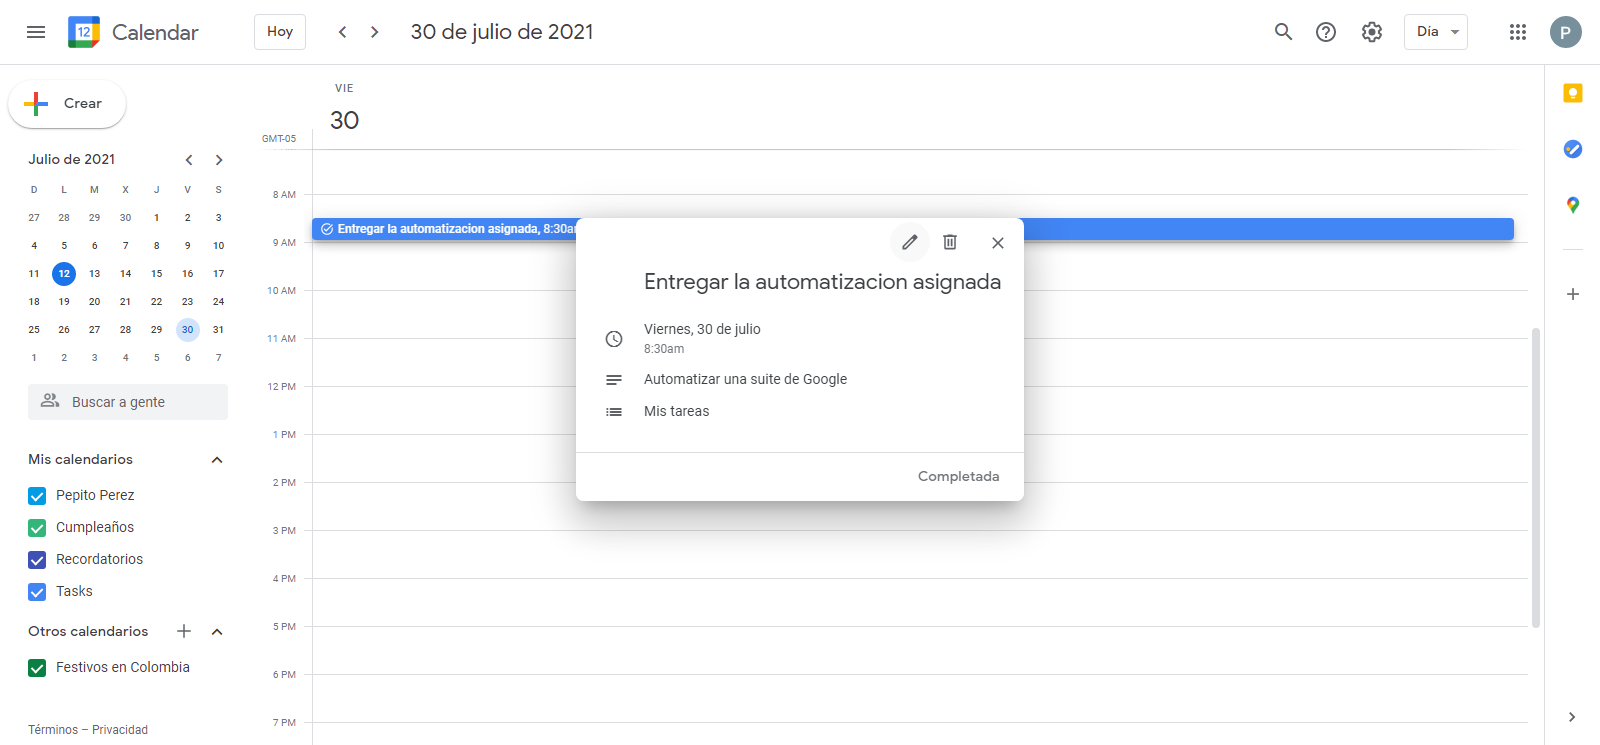 12 Calendar
Hoy
30 de julio de 2021
Día
P
Crear
Julio de 2021
D L M X J V S
27 28 29 30 1 2 3
4 5 6 7 8 9 10
11 12 13 14 15 16 17
18 19 20 21 22 23 24
25 26 27 28 29 30 31
1 2 3 4 5 6 7
Buscar a gente
Mis calendarios
Pepito Perez
Cumpleaños
Recordatorios
Tasks
Otros calendarios
Festivos en Colombia
Términos – Privacidad
VIE
30
GMT-05
8 AM
Entregar la automatizacion asignada, 8:30a
9 AM
10 AM
11 AM
12 PM
1 PM
2 PM
3 PM
4 PM
5 PM
6 PM
7 PM
Entregar la automatizacion asignada
Viernes, 30 de julio
8:30am
Automatizar una suite de Google
Mis tareas
Completada